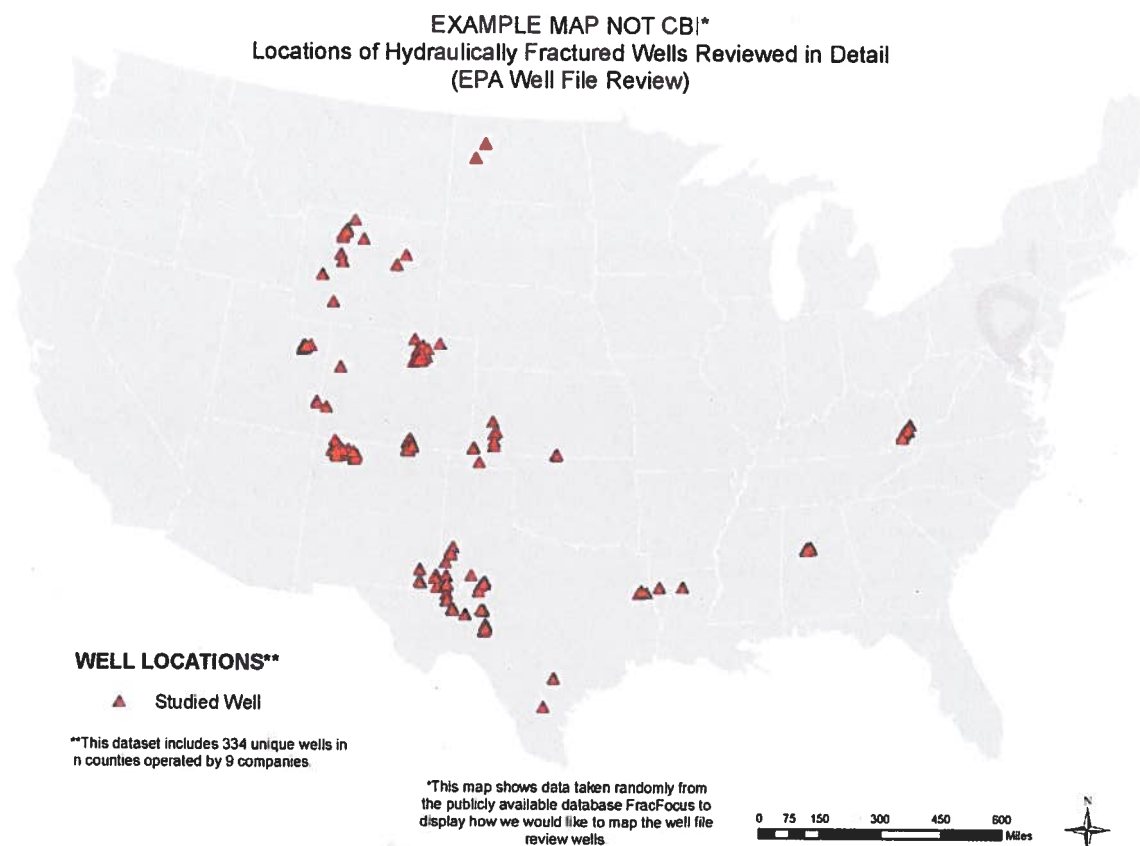 EXAMPLE MAP NOT CBI*
Locations of Hydraulically Fractured Wells Reviewed in Detail
(EPA Well File Review)
WELL LOCATIONS**
Studied Well
**This dataset includes 334 unique wells in
n counties operated by 9 companies.
*This map shows data taken randomly from
the publicly available database FracFocus to
display how we would like to map the well file
review wells
0 75 150 300 450 600
Miles
N